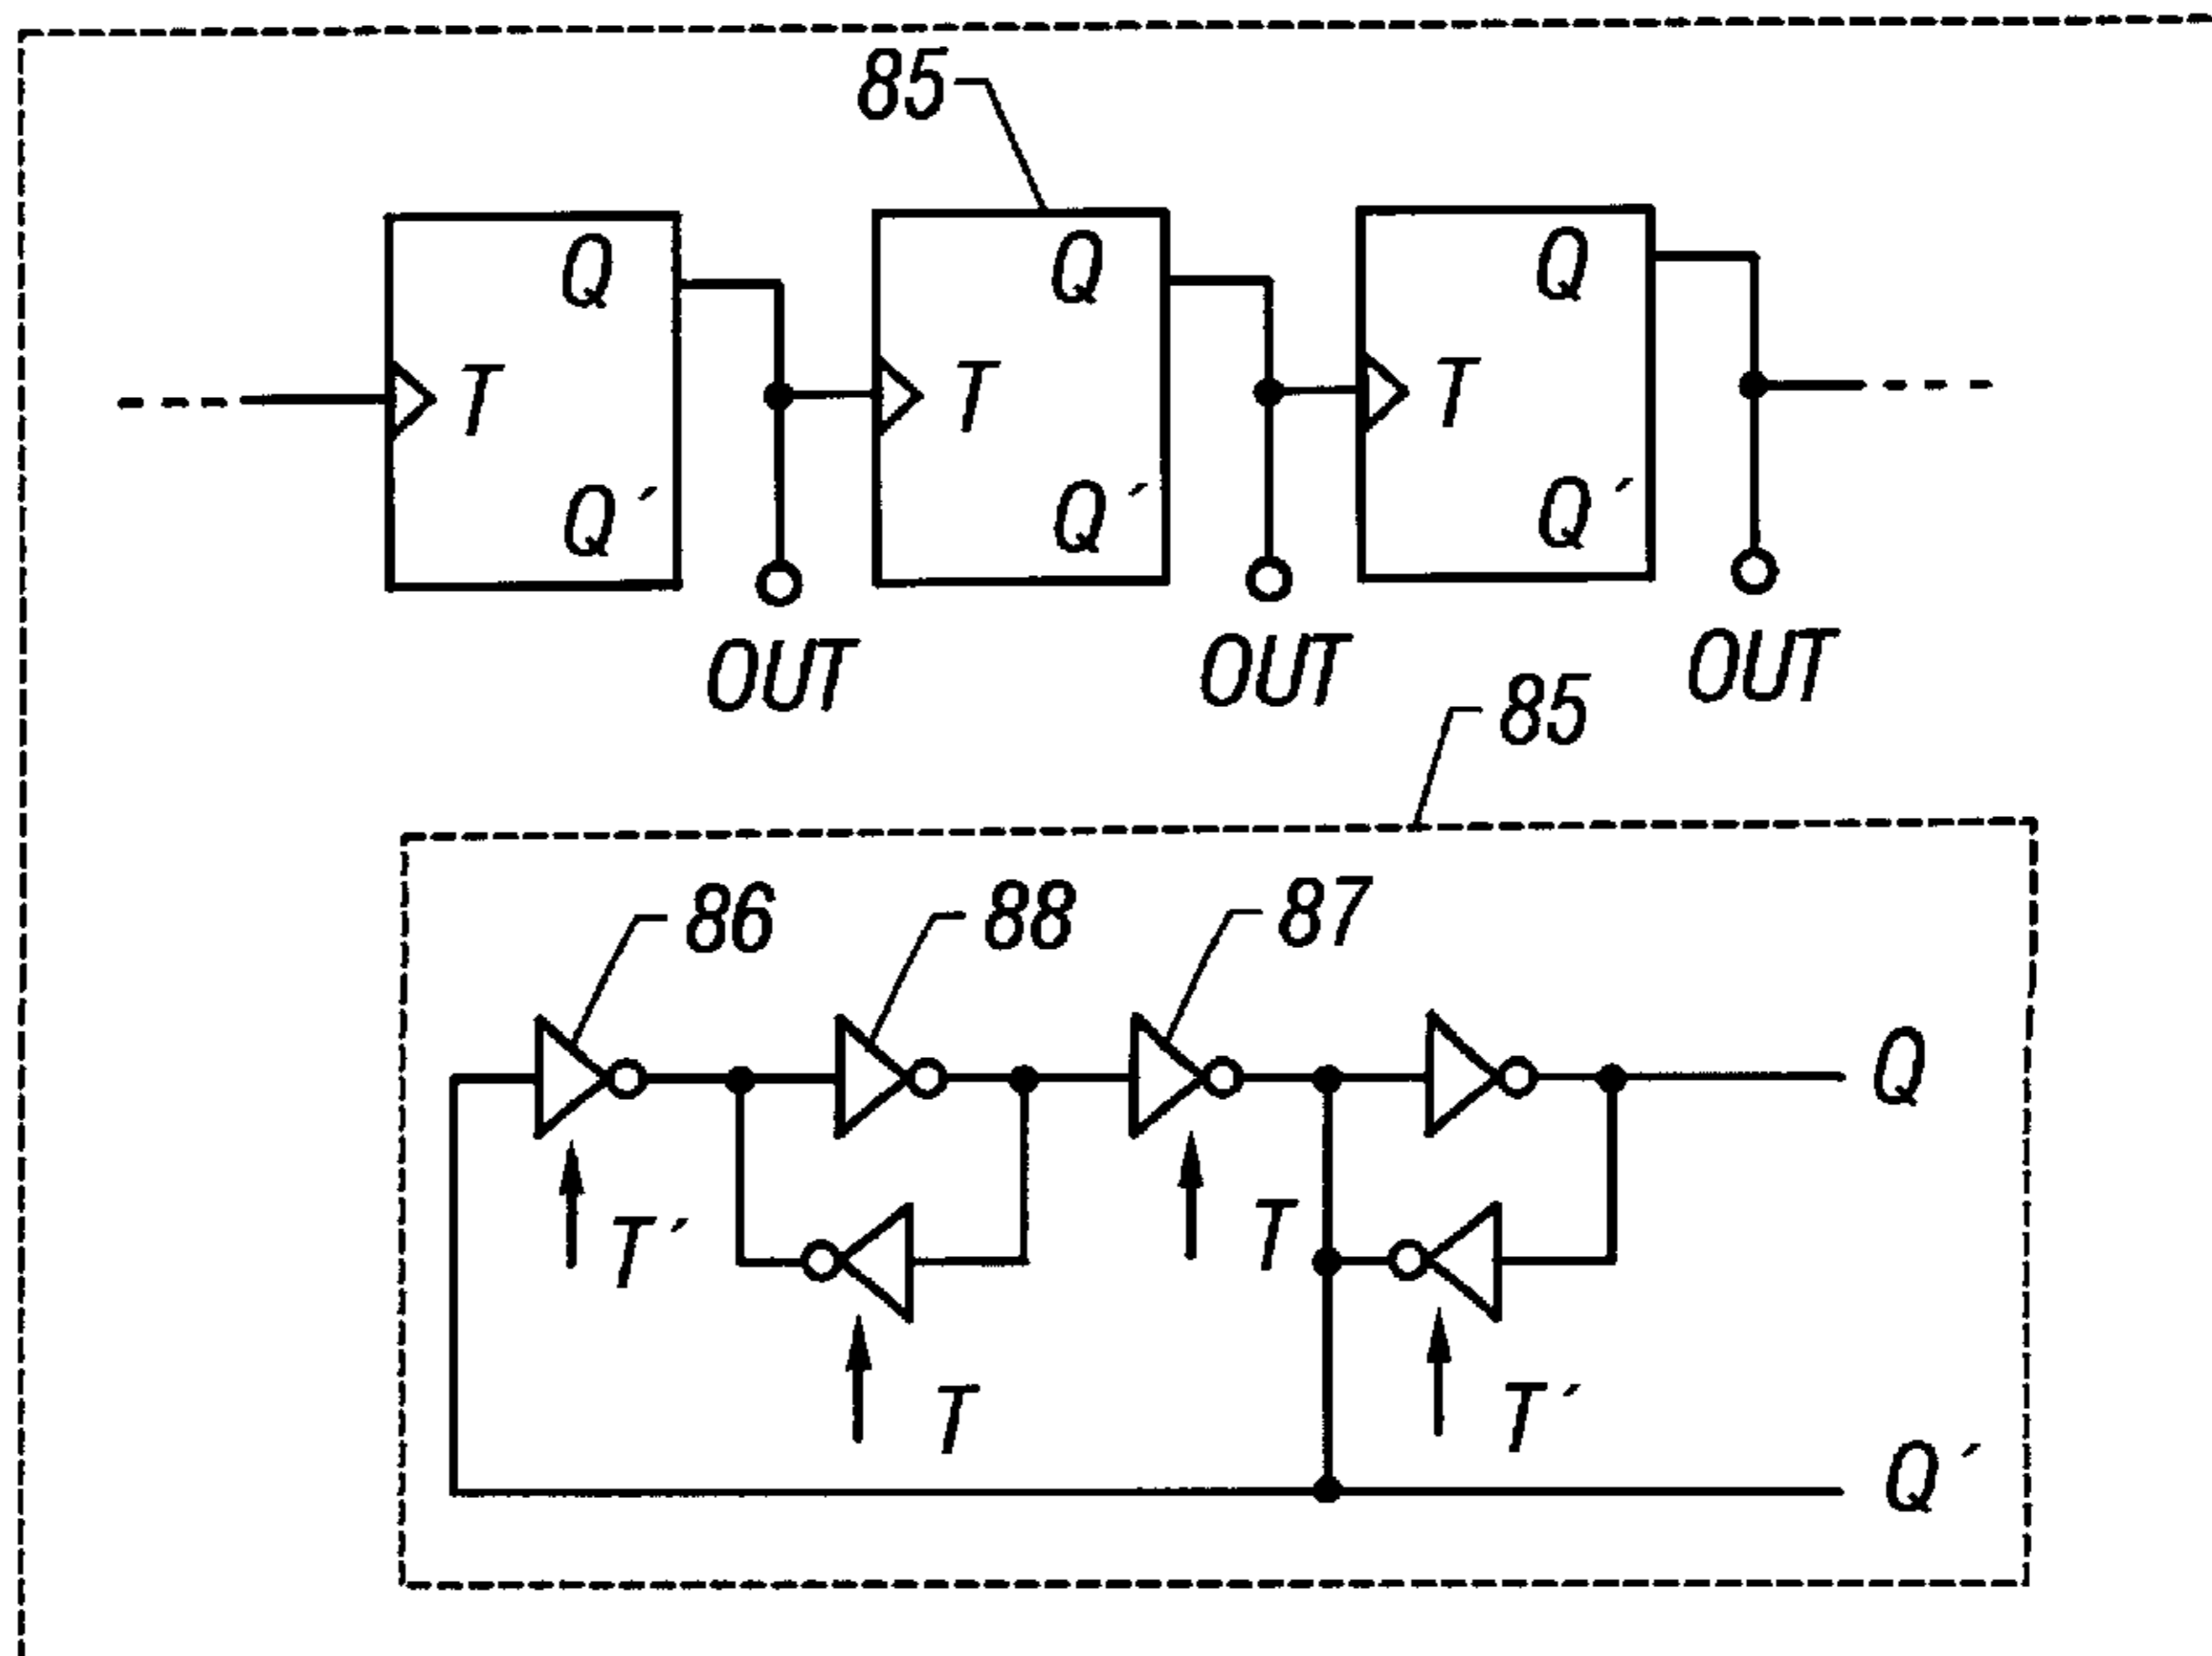 85
Q Q Q
T T T
Q′ Q′ Q′
OUT OUT OUT
85
86 88 87
Q
T′ T
T T′
Q′